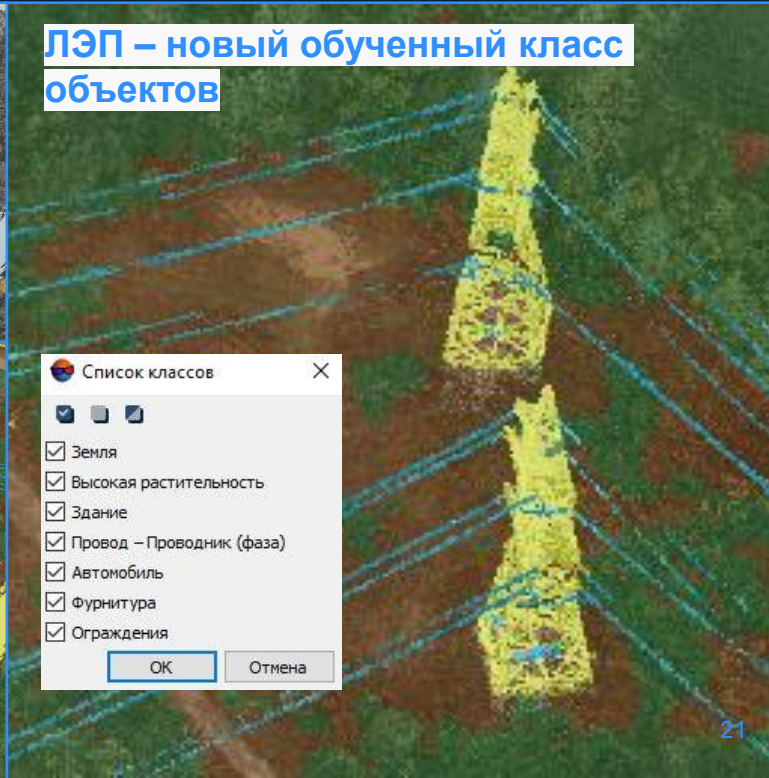 ЛЭП – новый обученный класс
объектов
Список классов
Земля
Высокая растительность
Здание
Провод – Проводник (фаза)
Автомобиль
Фурнитура
Ограждения
ОК
Отмена
21